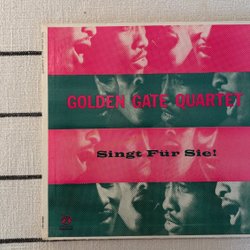 GOLDEN GATE QUARTET
Singt Für Sie!